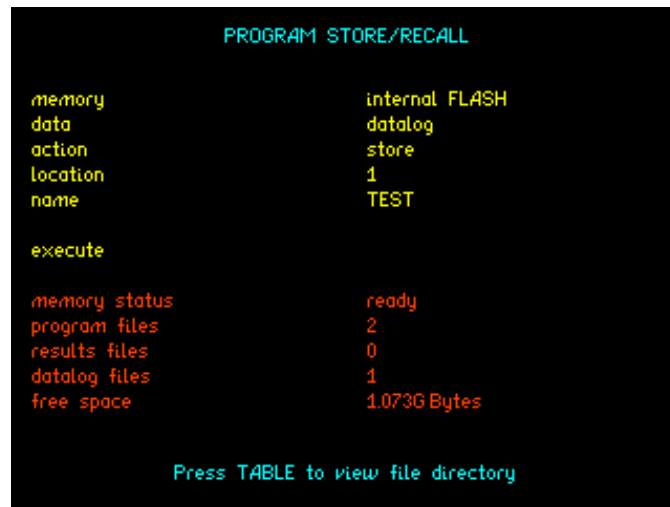 PROGRAM STORE/RECALL
memory internal FLASH
data datalog
action store
location 1
name TEST
execute
memory status ready
program files 2
results files 0
datalog files 1
free space 1.073G Bytes
Press TABLE to view file directory